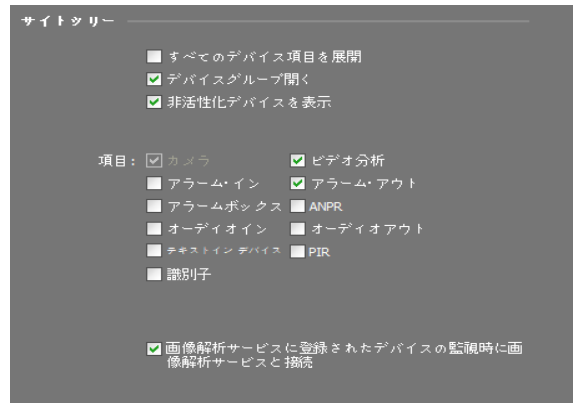 サイトツリー
すべてのデバイス項目を展開
デバイスグループ開く
非活性化デバイスを表示
項目: カメラ ビデオ分析
アラーム・イン アラーム・アウト
アラームボックス ANPR
オーディオイン オーディオアウト
テキストイン デバイス PIR
識別子
画像解析サービスに登録されたデバイスの監視時に画
像解析サービスと接続